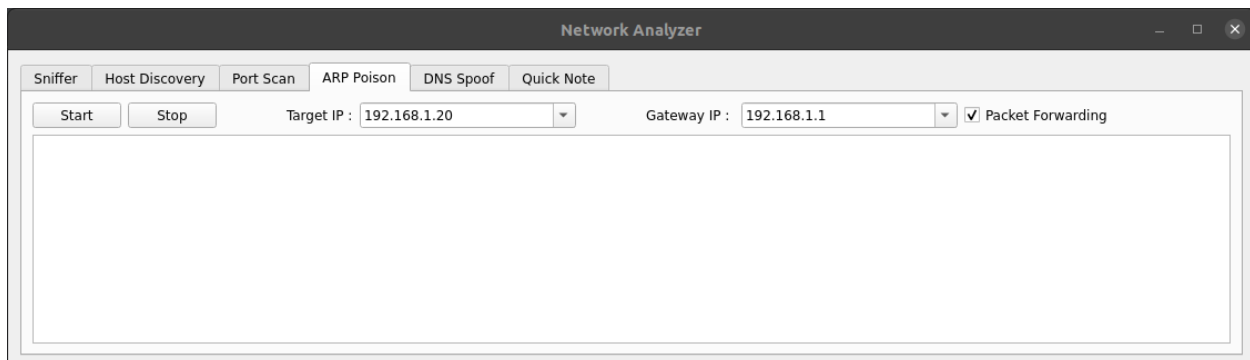 Network Analyzer
Sniffer Host Discovery Port Scan ARP Poison DNS Spoof Quick Note
Start Stop Target IP : 192.168.1.20 Gateway IP : 192.168.1.1 Packet Forwarding